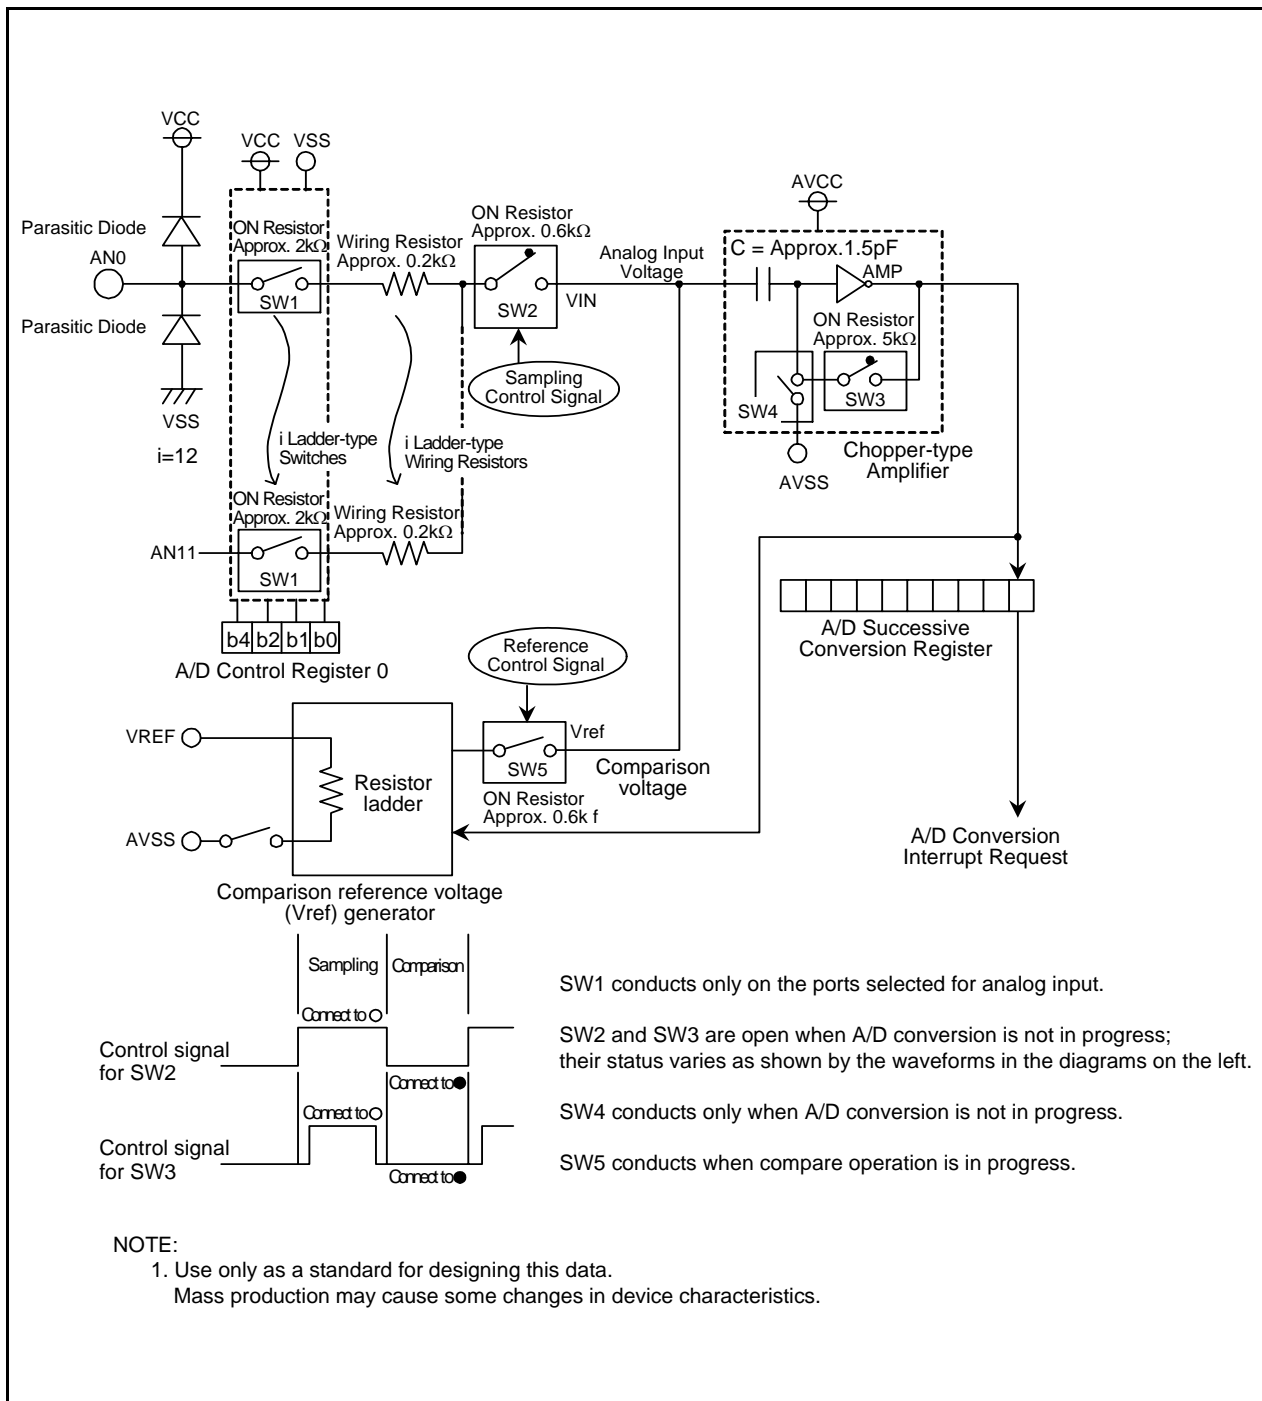 VCC
VCC
VSS
AVCC
Parasitic Diode
ON Resistor
Approx. 2kΩ
Wiring Resistor
Approx. 0.2kΩ
ON Resistor
Approx. 0.6kΩ
Analog Input
Voltage
C = Approx.1.5pF
AMP
AN0
SW1
SW2
VIN
ON Resistor
Approx. 5kΩ
Parasitic Diode
Sampling
Control Signal
SW4
SW3
VSS
i=12
i Ladder-type
Switches
i Ladder-type
Wiring Resistors
AVSS
Chopper-type
Amplifier
ON Resistor
Approx. 2kΩ
Wiring Resistor
Approx. 0.2kΩ
AN11
SW1
b4 b2 b1 b0
A/D Control Register 0
A/D Successive
Conversion Register
Reference
Control Signal
VREF
Resistor
ladder
Vref
SW5
Comparison
voltage
ON Resistor
Approx. 0.6k f
AVSS
A/D Conversion
Interrupt Request
Comparison reference voltage
(Vref) generator
Sampling
Comparison
Connect to
Control signal
for SW2
Connect to
Connect to
Control signal
for SW3
Connect to
SW1 conducts only on the ports selected for analog input.
SW2 and SW3 are open when A/D conversion is not in progress;
their status varies as shown by the waveforms in the diagrams on the left.
SW4 conducts only when A/D conversion is not in progress.
SW5 conducts when compare operation is in progress.
NOTE:
1. Use only as a standard for designing this data.
Mass production may cause some changes in device characteristics.